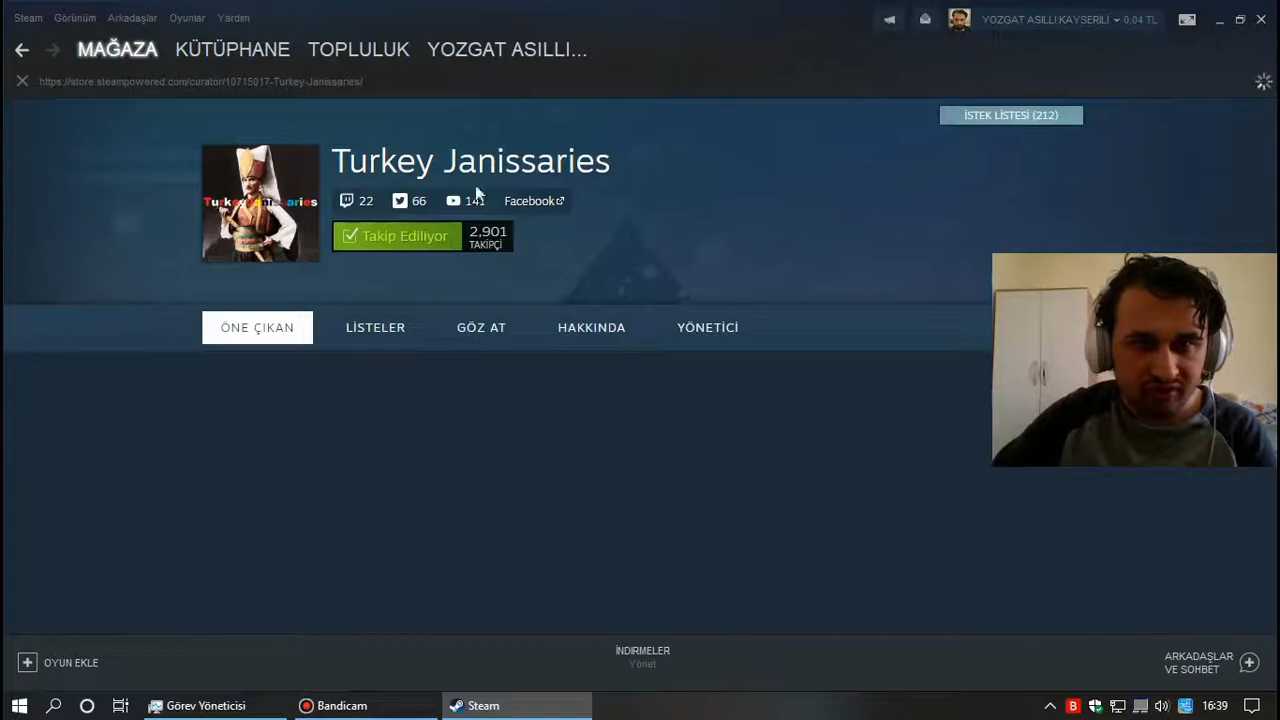 Steam Görünüm Arkadaşlar Oyunlar Yardım
YOZGAT ASILLI KAYSERİLİ 0,04 TL
MAĞAZA KÜTÜPHANE TOPLULUK YOZGAT ASILLI...
https://store.steampowered.com/curator/10715017-Turkey-Janissaries/
İSTEK LİSTESİ (212)
Turkey Janissaries
Turkey Janissaries
22 66 141 Facebook
Takip Ediliyor 2,901
TAKİPÇİ
ÖNE ÇIKAN LİSTELER GÖZ AT HAKKINDA YÖNETİCİ
OYUN EKLE
İNDİRMELER
Yönet
ARKADAŞLAR
VE SOHBET
Görev Yöneticisi Bandicam Steam B 16:39